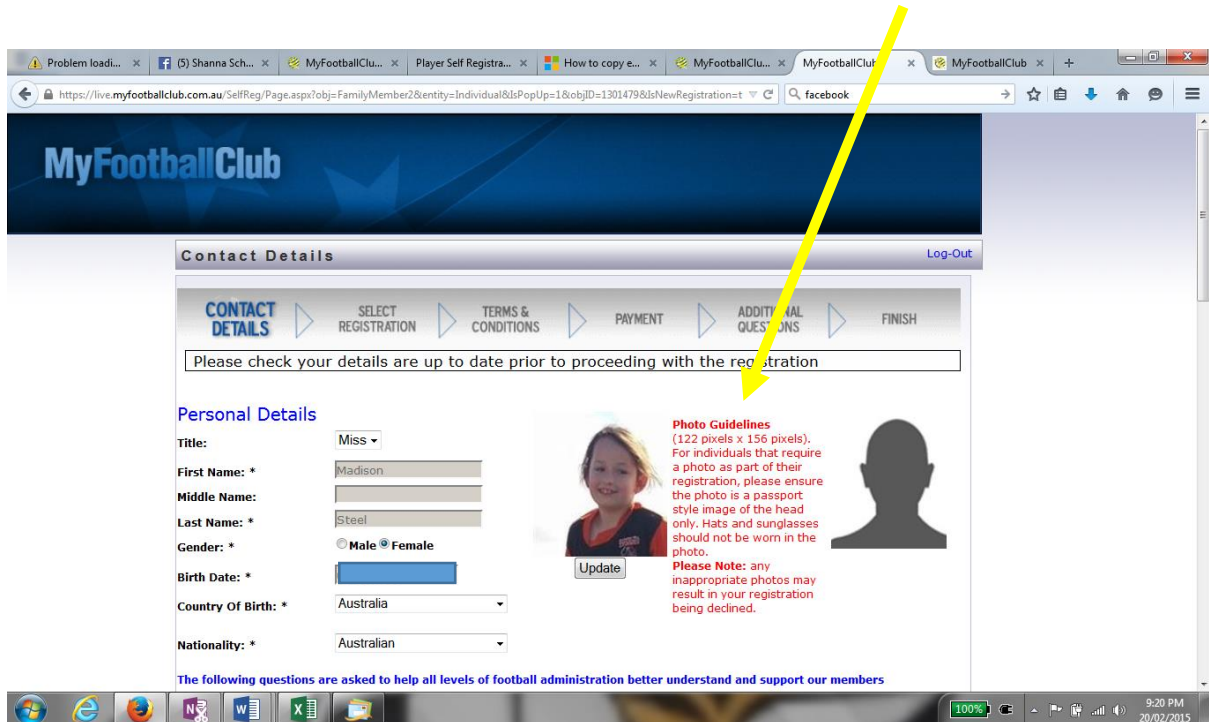 Problem loadi...
(5) Shanna Sch...
MyFootballClu...
Player Self Registra...
How to copy e...
MyFootballClu...
MyFootballClub
MyFootballClub
https://live.myfootballclub.com.au/SelfReg/Page.aspx?obj=FamilyMember2&entity=Individual&IsPopUp=1&objID=1301479&IsNewRegistration=t
facebook
MyFootballClub
Contact Details
Log-Out
CONTACT DETAILS
SELECT REGISTRATION
TERMS & CONDITIONS
PAYMENT
ADDITIONAL QUESTIONS
FINISH
Please check your details are up to date prior to proceeding with the registration
Personal Details
Title: Miss
First Name: * Madison
Middle Name:
Last Name: * Steel
Gender: * Male Female
Birth Date: *
Country Of Birth: * Australia
Nationality: * Australian
Update
Photo Guidelines
(122 pixels x 156 pixels).
For individuals that require
a photo as part of their
registration, please ensure
the photo is a passport
style image of the head
only. Hats and sunglasses
should not be worn in the
photo.
Please Note: any
inappropriate photos may
result in your registration
being declined.
The following questions are asked to help all levels of football administration better understand and support our members
100%
9:20 PM
20/02/2015